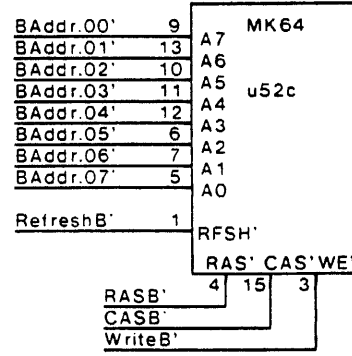 BAddr.00' 9 MK64
A7
BAddr.01' 13
A6
BAddr.02' 10
A5 u52c
BAddr.03' 11
A4
BAddr.04' 12
A3
BAddr.05' 6
A2
BAddr.06' 7
A1
BAddr.07' 5
A0
RefreshB' 1
RFSH'
RAS' CAS' WE'
4 15 3
RASB'
CASB'
WriteB'